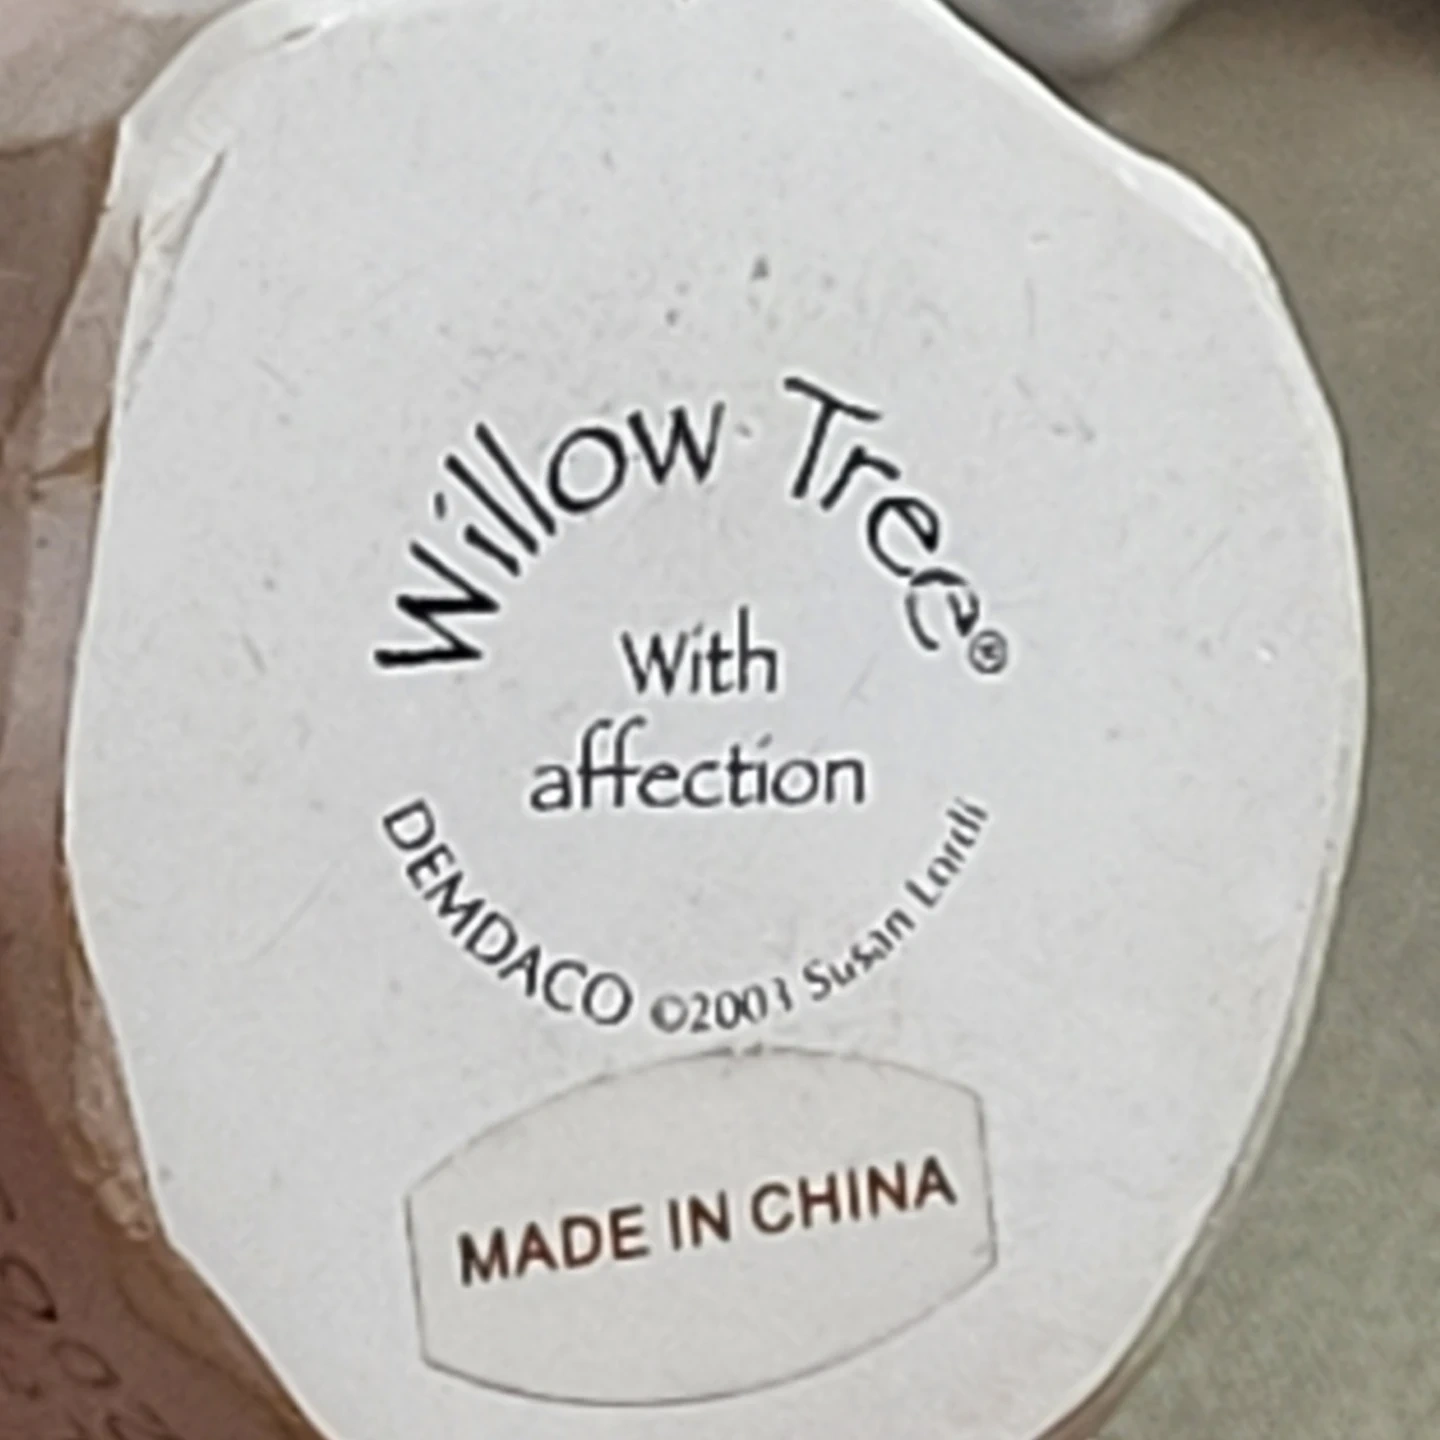 Willow Tree®
With
affection
DEMDACO ©2003 Susan Lordi
MADE IN CHINA